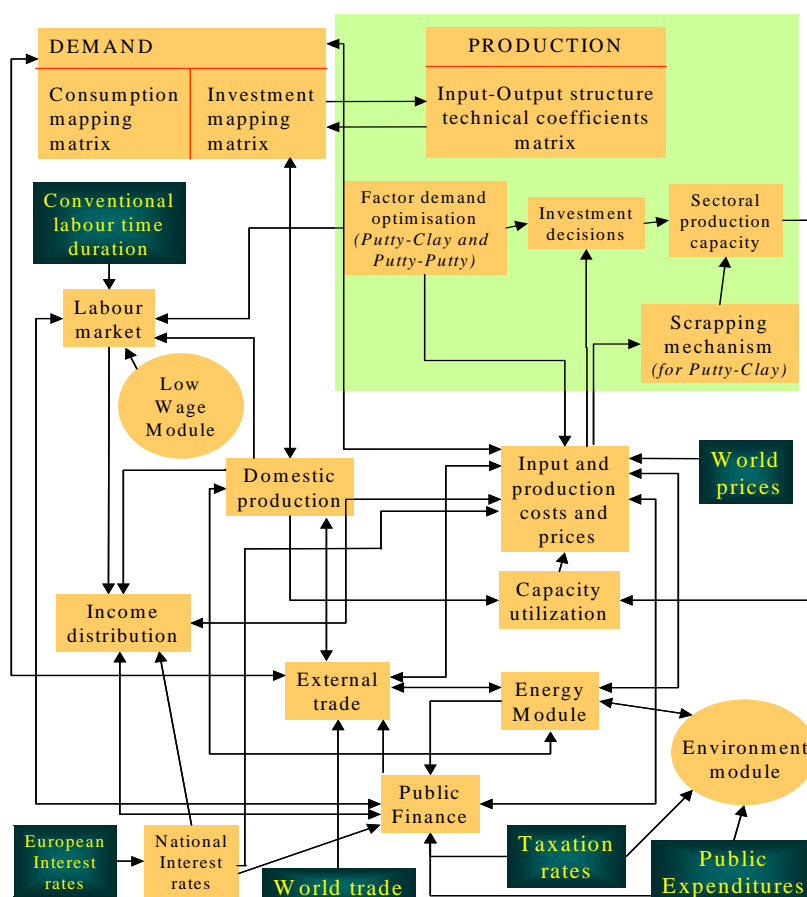 DEMAND
PRODUCTION
Consumption
mapping
matrix
Investment
mapping
matrix
Input-Output structure
technical coefficients
matrix
Conventional
labour time
duration
Factor demand
optimisation
(Putty-Clay and
Putty-Putty)
Investment
decisions
Sectoral
production
capacity
Labour
market
Scrapping
mechanism
(for Putty-Clay)
Low
Wage
Module
Domestic
production
Input and
production
costs and
prices
World
prices
Income
distribution
Capacity
utilization
External
trade
Energy
Module
Environment
module
Public
Finance
European
Interest
rates
National
Interest
rates
World trade
Taxation
rates
Public
Expenditures